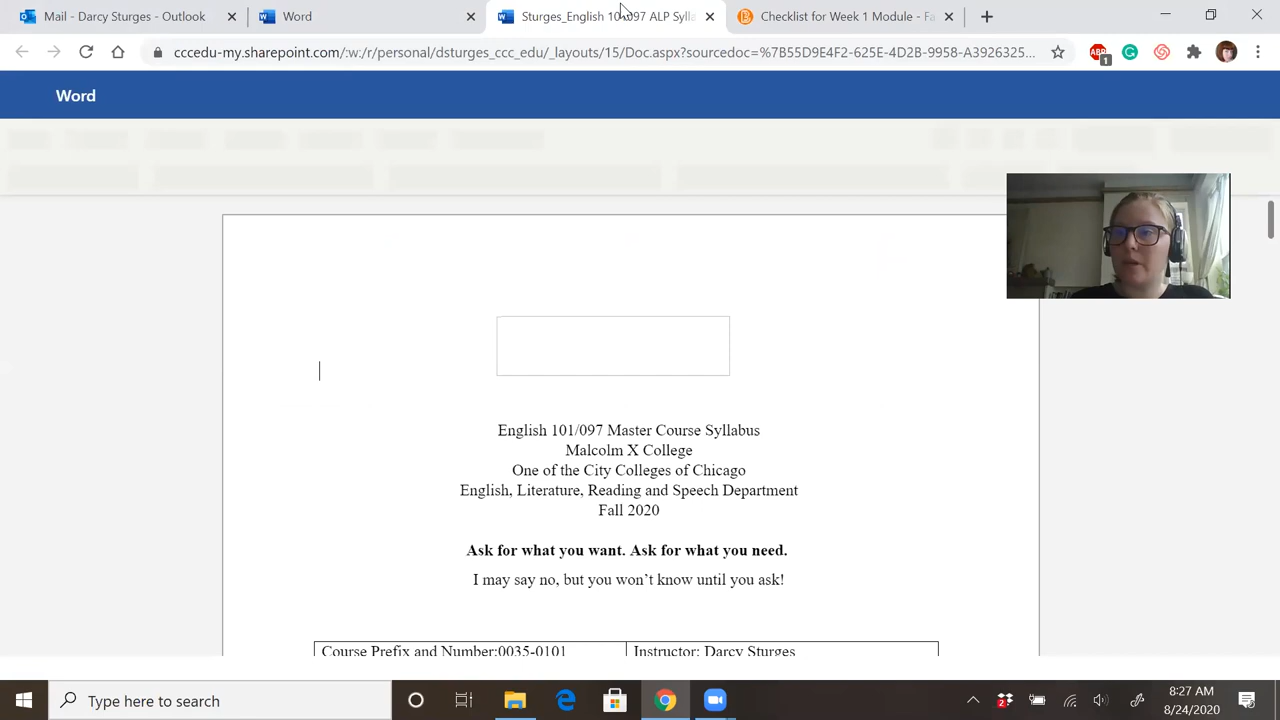 Mail - Darcy Sturges - Outlook
Word
Sturges_English 101/097 ALP Sylla
Checklist for Week 1 Module - Fa
cccedu-my.sharepoint.com/:w:/r/personal/dsturges_ccc_edu/_layouts/15/Doc.aspx?sourcedoc=%7B55D9E4F2-625E-4D2B-9958-A3926325...
ABP
1
Word
English 101/097 Master Course Syllabus
Malcolm X College
One of the City Colleges of Chicago
English, Literature, Reading and Speech Department
Fall 2020
Ask for what you want. Ask for what you need.
I may say no, but you won't know until you ask!
Course Prefix and Number:0035-0101
Instructor: Darcy Sturges
Type here to search
2
8:27 AM
8/24/2020